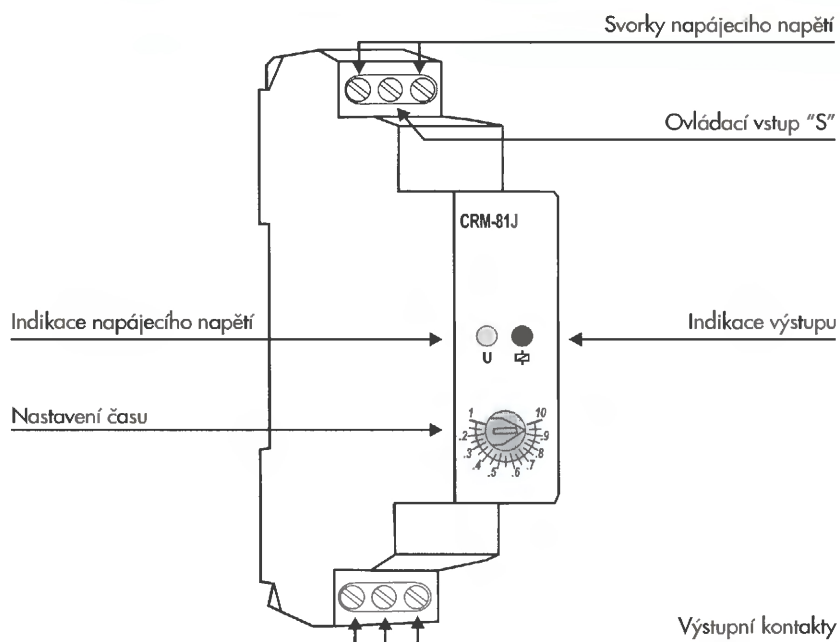 Svorky napájecího napětí
Ovládací vstup "S"
CRM-81J
Indikace napájecího napětí
Indikace výstupu
U
Nastavení času
1 10
.2 .9
.3 .8
.4 .5 .6 .7
Výstupní kontakty